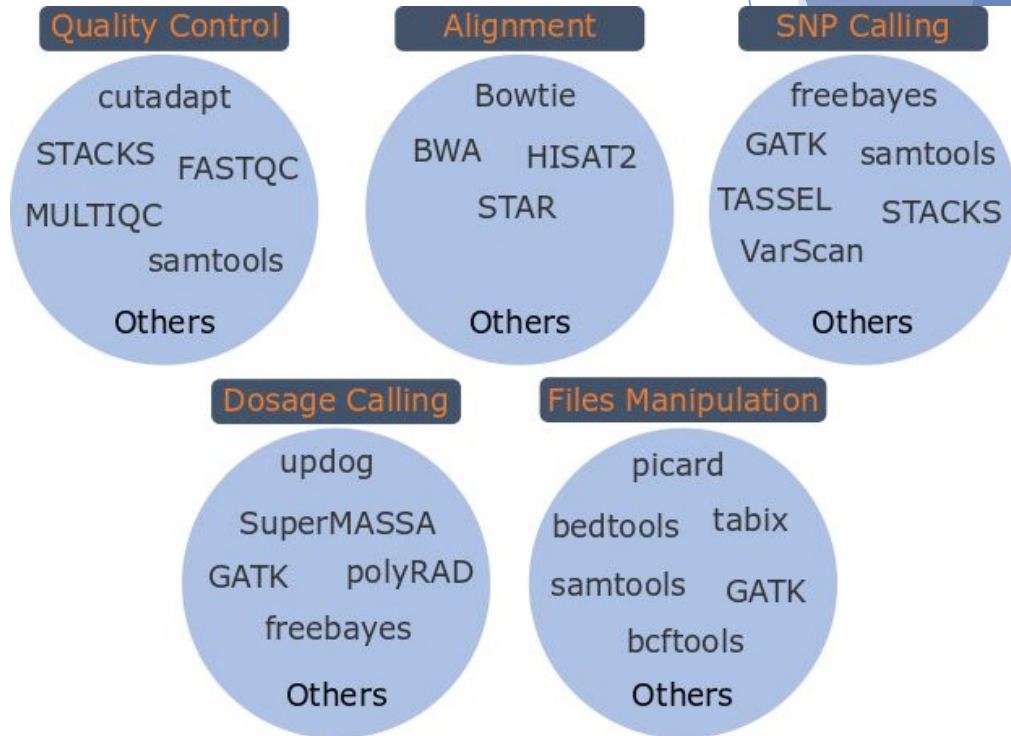 Quality Control
cutadapt
STACKS
FASTQC
MULTIQC
samtools
Others
Alignment
Bowtie
BWA
HISAT2
STAR
Others
SNP Calling
freebayes
GATK
samtools
TASSEL
STACKS
VarScan
Others
Dosage Calling
updog
SuperMASSA
GATK
polyRAD
freebayes
Others
Files Manipulation
picard
bedtools
tabix
samtools
GATK
bcftools
Others